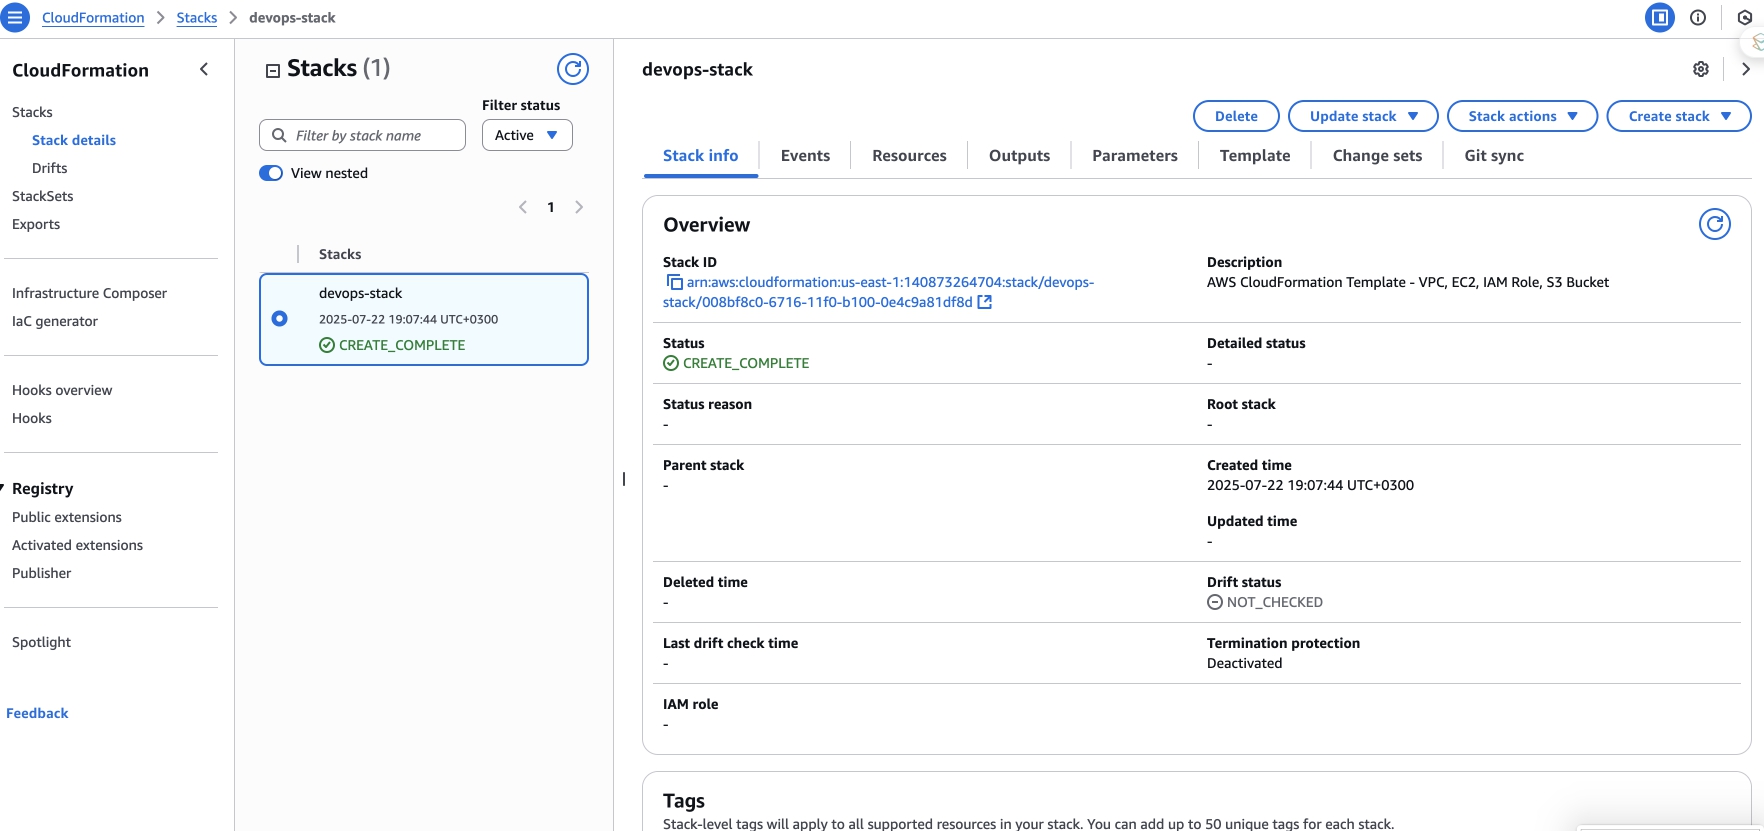 CloudFormation > Stacks > devops-stack
CloudFormation
Stacks
Stack details
Drifts
StackSets
Exports
Infrastructure Composer
IaC generator
Hooks overview
Hooks
Registry
Public extensions
Activated extensions
Publisher
Spotlight
Feedback
Stacks (1)
Filter status
Filter by stack name
Active
View nested
1
Stacks
devops-stack
2025-07-22 19:07:44 UTC+0300
CREATE_COMPLETE
devops-stack
Delete Update stack Stack actions Create stack
Stack info Events Resources Outputs Parameters Template Change sets Git sync
Overview
Stack ID
arn:aws:cloudformation:us-east-1:140873264704:stack/devops-
stack/008bf8c0-6716-11f0-b100-0e4c9a81df8d
Description
AWS CloudFormation Template - VPC, EC2, IAM Role, S3 Bucket
Status
CREATE_COMPLETE
Detailed status
-
Status reason
-
Root stack
-
Parent stack
-
Created time
2025-07-22 19:07:44 UTC+0300
Updated time
-
Deleted time
-
Drift status
NOT_CHECKED
Last drift check time
-
Termination protection
Deactivated
IAM role
-
Tags
Stack-level tags will apply to all supported resources in your stack. You can add up to 50 unique tags for each stack.